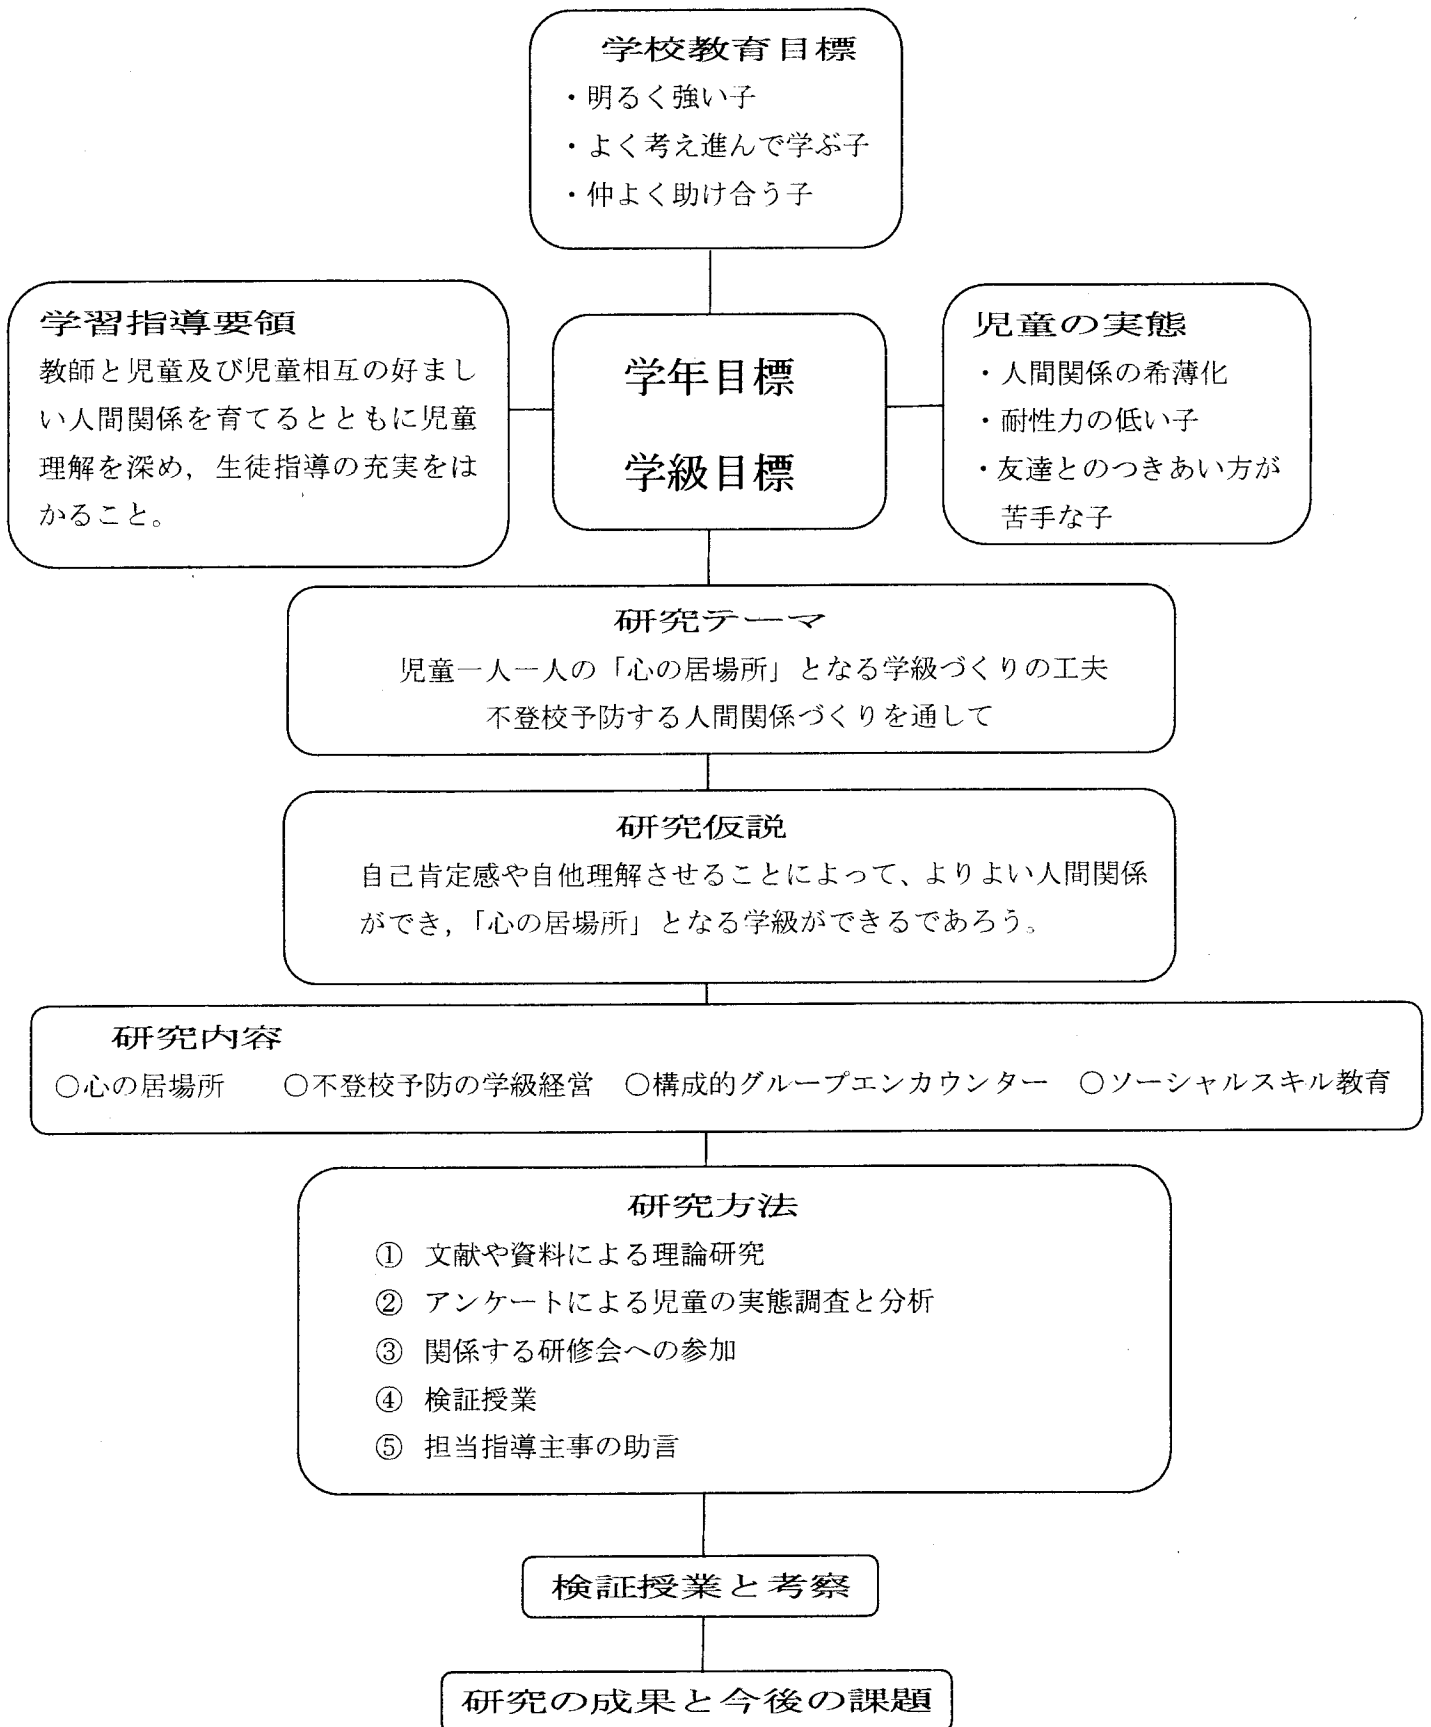 学校教育目標
・明るく強い子
・よく考え進んで学ぶ子
・仲よく助け合う子
学習指導要領
教師と児童及び児童相互の好まし
い人間関係を育てるとともに児童
理解を深め，生徒指導の充実をは
かること。
学年目標
学級目標
児童の実態
・人間関係の希薄化
・耐性力の低い子
・友達とのつきあい方が
苦手な子
研究テーマ
児童一人一人の「心の居場所」となる学級づくりの工夫
不登校予防する人間関係づくりを通して
研究仮説
自己肯定感や自他理解させることによって、よりよい人間関係
ができ，「心の居場所」となる学級ができるであろう。
研究内容
○心の居場所　○不登校予防の学級経営　○構成的グループエンカウンター　○ソーシャルスキル教育
研究方法
① 文献や資料による理論研究
② アンケートによる児童の実態調査と分析
③ 関係する研修会への参加
④ 検証授業
⑤ 担当指導主事の助言
検証授業と考察
研究の成果と今後の課題